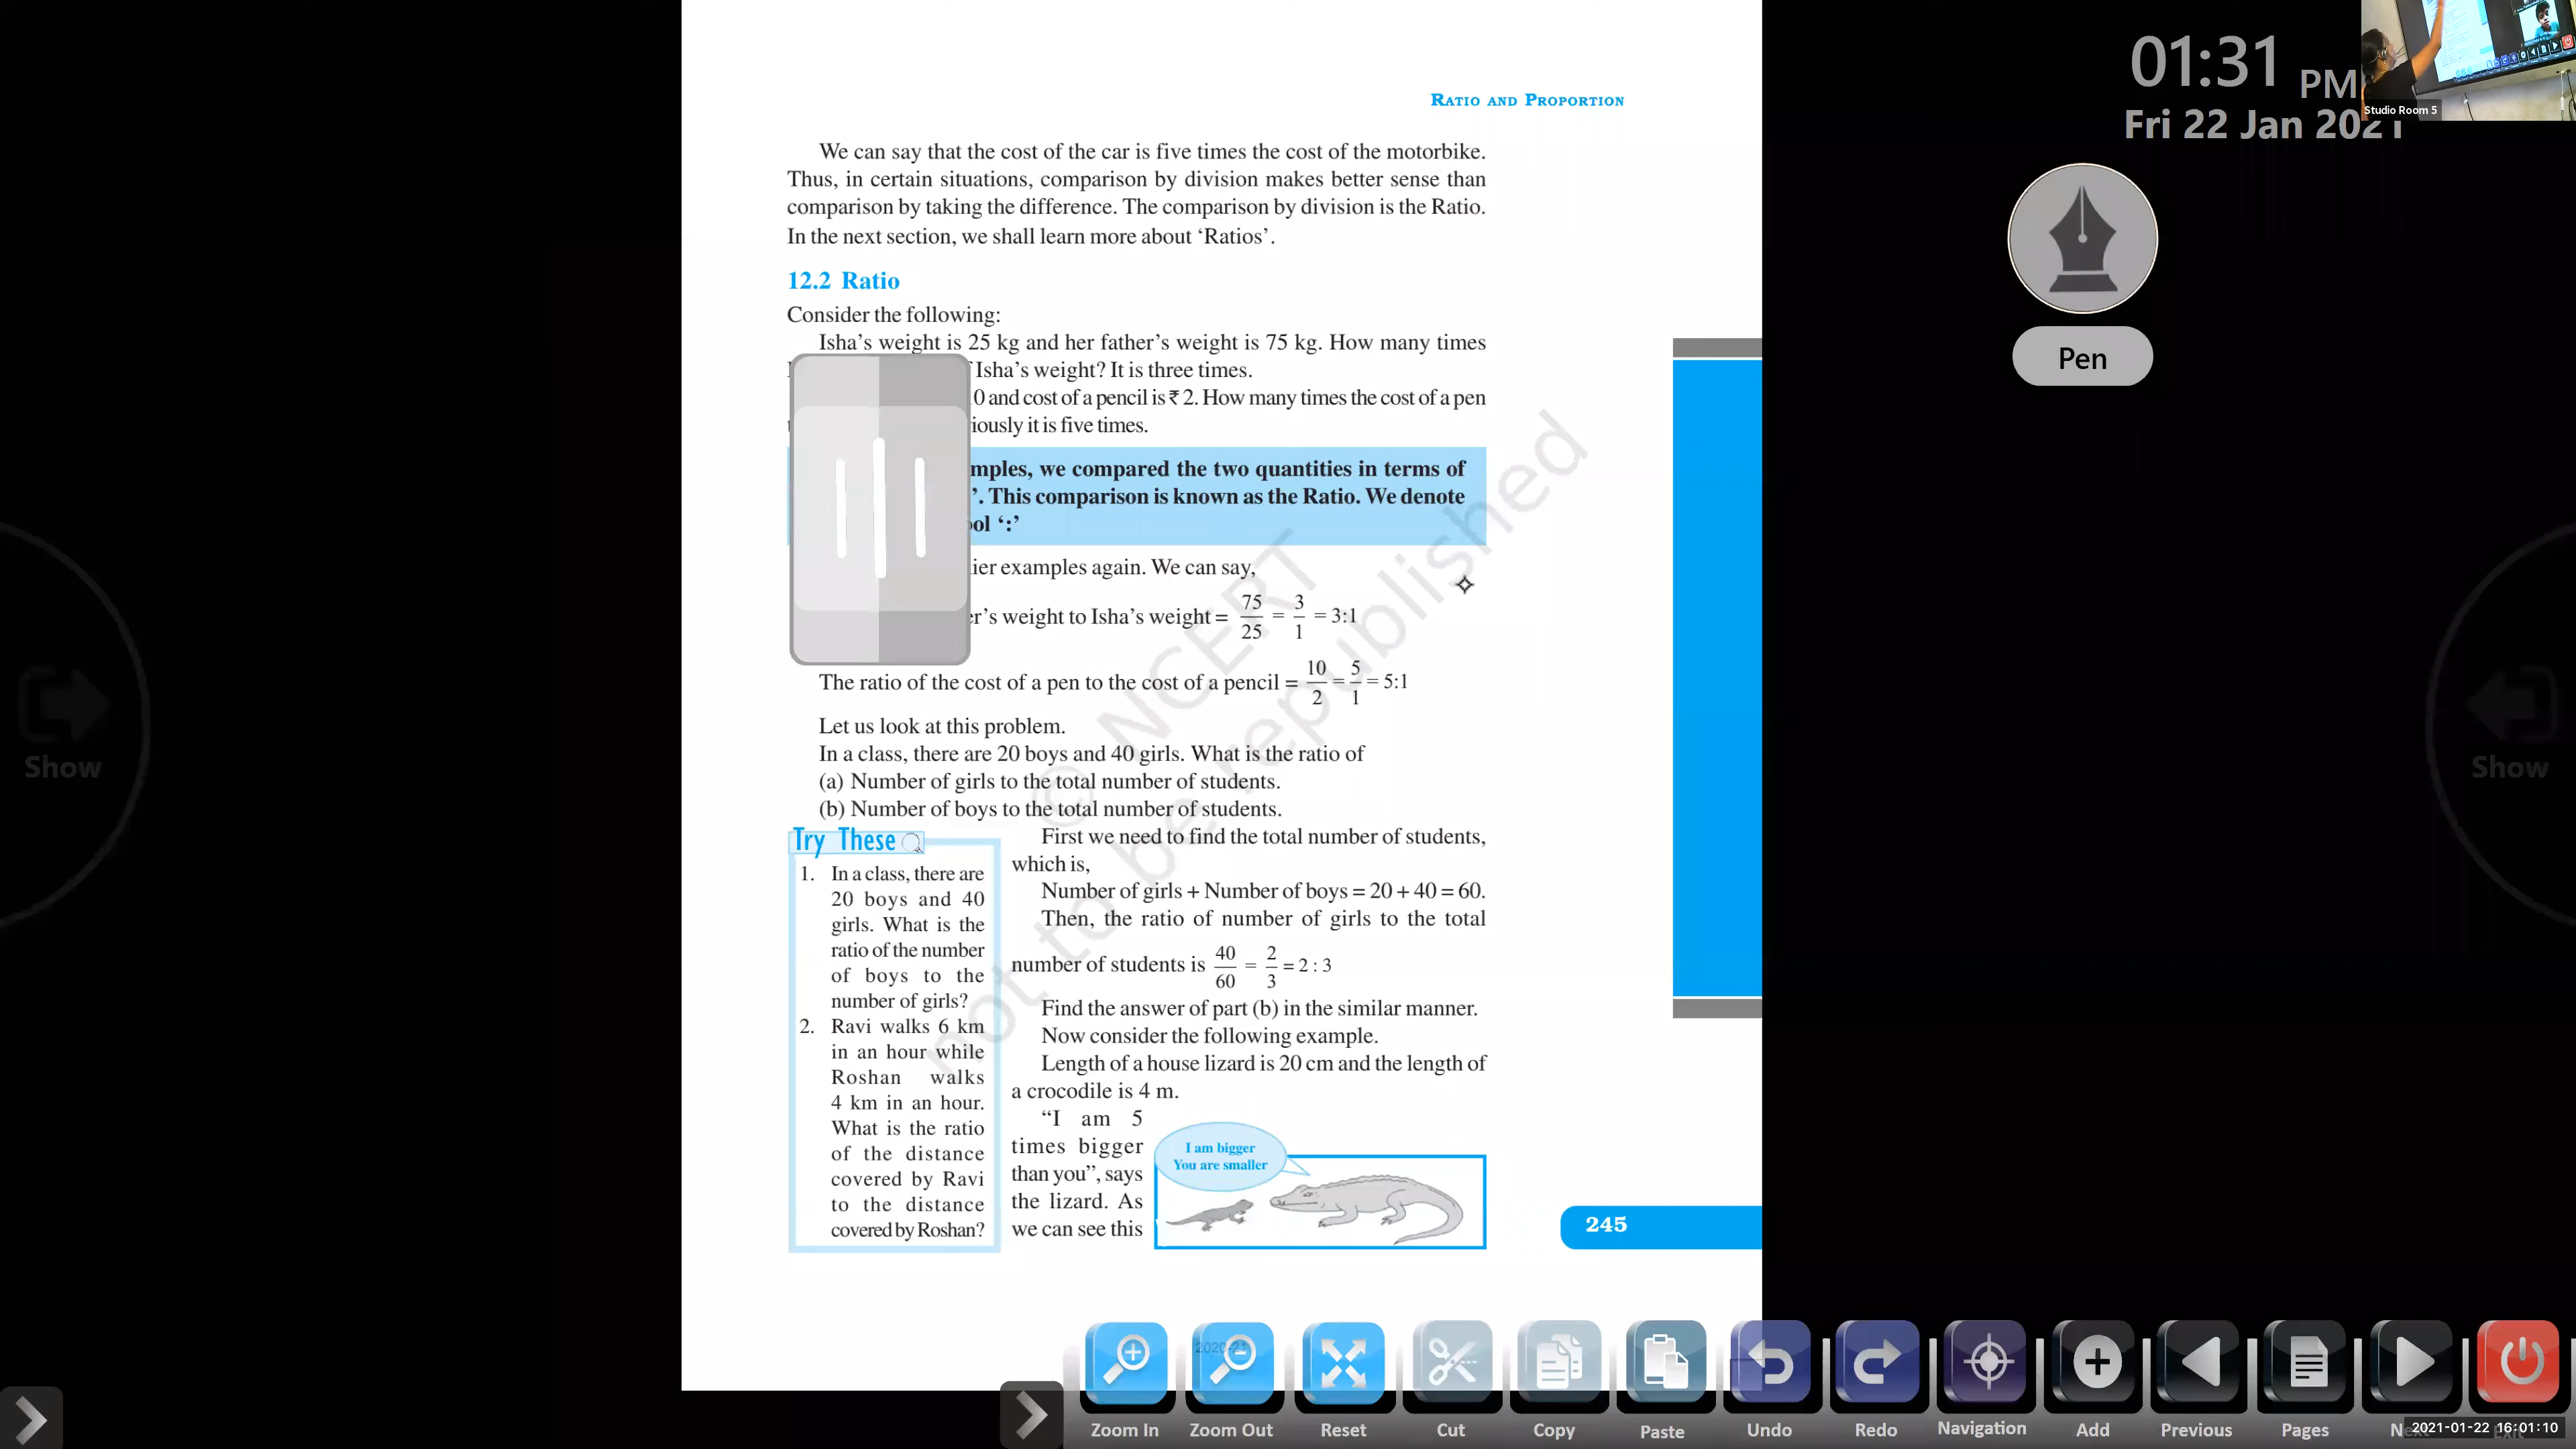 RATIO AND PROPORTION
We can say that the cost of the car is five times the cost of the motorbike.
Thus, in certain situations, comparison by division makes better sense than
comparison by taking the difference. The comparison by division is the Ratio.
In the next section, we shall learn more about ‘Ratios’.
12.2 Ratio
Consider the following:
Isha’s weight is 25 kg and her father’s weight is 75 kg. How many times
Isha’s weight? It is three times.
0 and cost of a pencil is ₹ 2. How many times the cost of a pen
iously it is five times.
mples, we compared the two quantities in terms of
’. This comparison is known as the Ratio. We denote
ol ‘:’
ier examples again. We can say,
r’s weight to Isha’s weight = 75/25 = 3/1 = 3:1
The ratio of the cost of a pen to the cost of a pencil = 10/2 = 5/1 = 5:1
Let us look at this problem.
In a class, there are 20 boys and 40 girls. What is the ratio of
(a) Number of girls to the total number of students.
(b) Number of boys to the total number of students.
First we need to find the total number of students,
which is,
Number of girls + Number of boys = 20 + 40 = 60.
Then, the ratio of number of girls to the total
number of students is 40/60 = 2/3 = 2 : 3
Find the answer of part (b) in the similar manner.
Now consider the following example.
Length of a house lizard is 20 cm and the length of
a crocodile is 4 m.
“I am 5
times bigger
than you”, says
the lizard. As
we can see this
I am bigger
You are smaller
Try These
1. In a class, there are
20 boys and 40
girls. What is the
ratio of the number
of boys to the
number of girls?
2. Ravi walks 6 km
in an hour while
Roshan walks
4 km in an hour.
What is the ratio
of the distance
covered by Ravi
to the distance
covered by Roshan?
245
2020-21
© NCERT
not to be republished
01:31 PM
Fri 22 Jan 2021
Studio Room 5
Pen
Show
Show
Zoom In
Zoom Out
Reset
Cut
Copy
Paste
Undo
Redo
Navigation
Add
Previous
Pages
2021-01-22 16:01:10